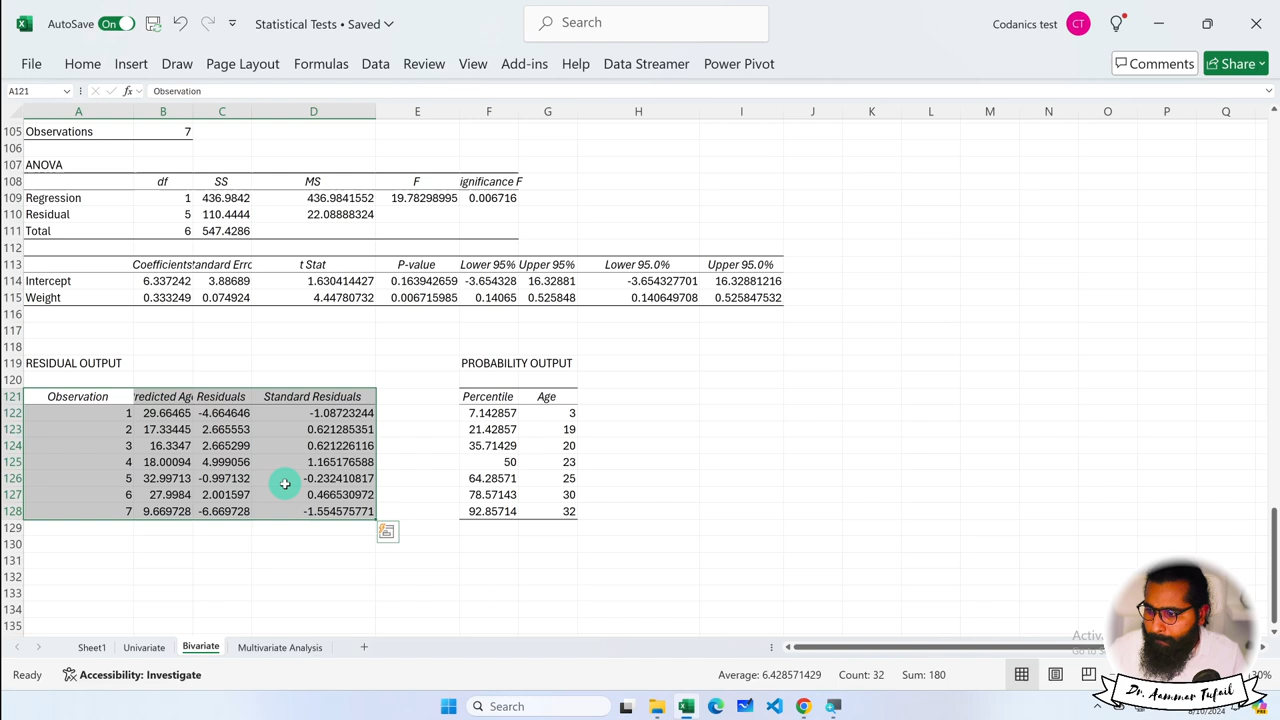 AutoSave On Statistical Tests • Saved Search Codanics test CT
File Home Insert Draw Page Layout Formulas Data Review View Add-ins Help Data Streamer Power Pivot Comments Share
A121 fx Observation
A B C D E F G H I J K L M N O P Q
105 Observations 7
106
107 ANOVA
108 df SS MS F ignificance F
109 Regression 1 436.9842 436.9841552 19.78298995 0.006716
110 Residual 5 110.4444 22.08888324
111 Total 6 547.4286
112
113 Coefficients tandard Erro t Stat P-value Lower 95% Upper 95% Lower 95.0% Upper 95.0%
114 Intercept 6.337242 3.88689 1.630414427 0.163942659 -3.654328 16.32881 -3.654327701 16.32881216
115 Weight 0.333249 0.074924 4.44780732 0.006715985 0.14065 0.525848 0.140649708 0.525847532
116
117
118
119 RESIDUAL OUTPUT PROBABILITY OUTPUT
120
121 Observation redicted Ag Residuals Standard Residuals Percentile Age
122 1 29.66465 -4.664646 -1.08723244 7.142857 3
123 2 17.33445 2.665553 0.621285351 21.42857 19
124 3 16.3347 2.665299 0.621226116 35.71429 20
125 4 18.00094 4.999056 1.165176588 50 23
126 5 32.99713 -0.997132 -0.232410817 64.28571 25
127 6 27.9984 2.001597 0.466530972 78.57143 30
128 7 9.669728 -6.669728 -1.554575771 92.85714 32
129
130
131
132
133
134
135
Activ
Go to S
Sheet1 Univariate Bivariate Multivariate Analysis
Ready Accessibility: Investigate Average: 6.428571429 Count: 32 Sum: 180
Dr. Aammar Tufail
Search
8/10/2024